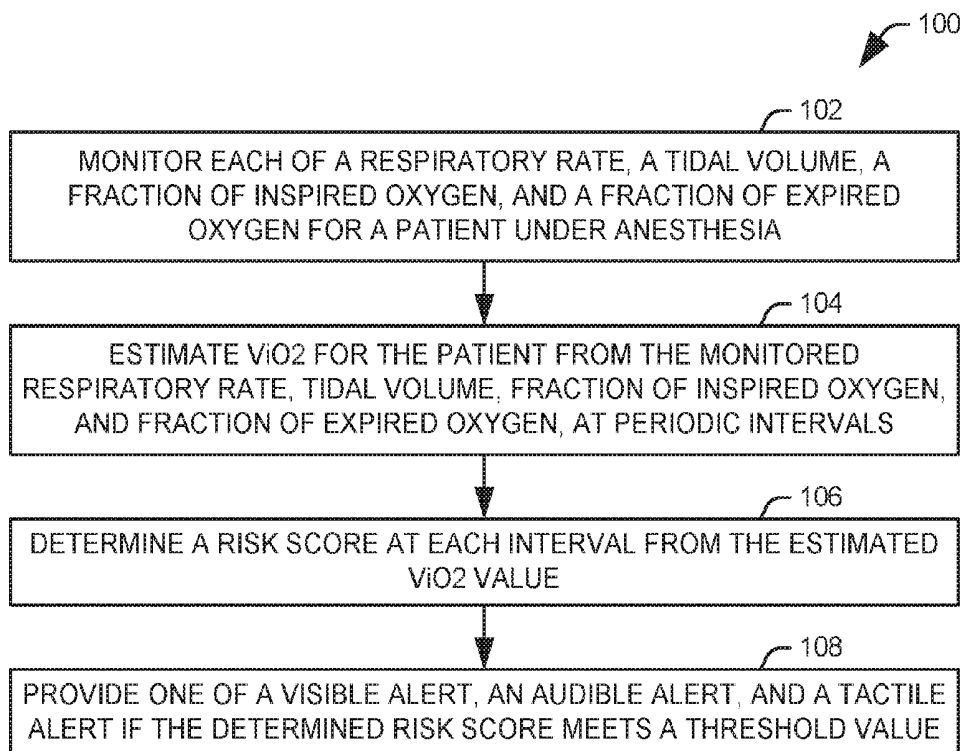 100
102
MONITOR EACH OF A RESPIRATORY RATE, A TIDAL VOLUME, A
FRACTION OF INSPIRED OXYGEN, AND A FRACTION OF EXPIRED
OXYGEN FOR A PATIENT UNDER ANESTHESIA
104
ESTIMATE ViO2 FOR THE PATIENT FROM THE MONITORED
RESPIRATORY RATE, TIDAL VOLUME, FRACTION OF INSPIRED OXYGEN,
AND FRACTION OF EXPIRED OXYGEN, AT PERIODIC INTERVALS
106
DETERMINE A RISK SCORE AT EACH INTERVAL FROM THE ESTIMATED
ViO2 VALUE
108
PROVIDE ONE OF A VISIBLE ALERT, AN AUDIBLE ALERT, AND A TACTILE
ALERT IF THE DETERMINED RISK SCORE MEETS A THRESHOLD VALUE